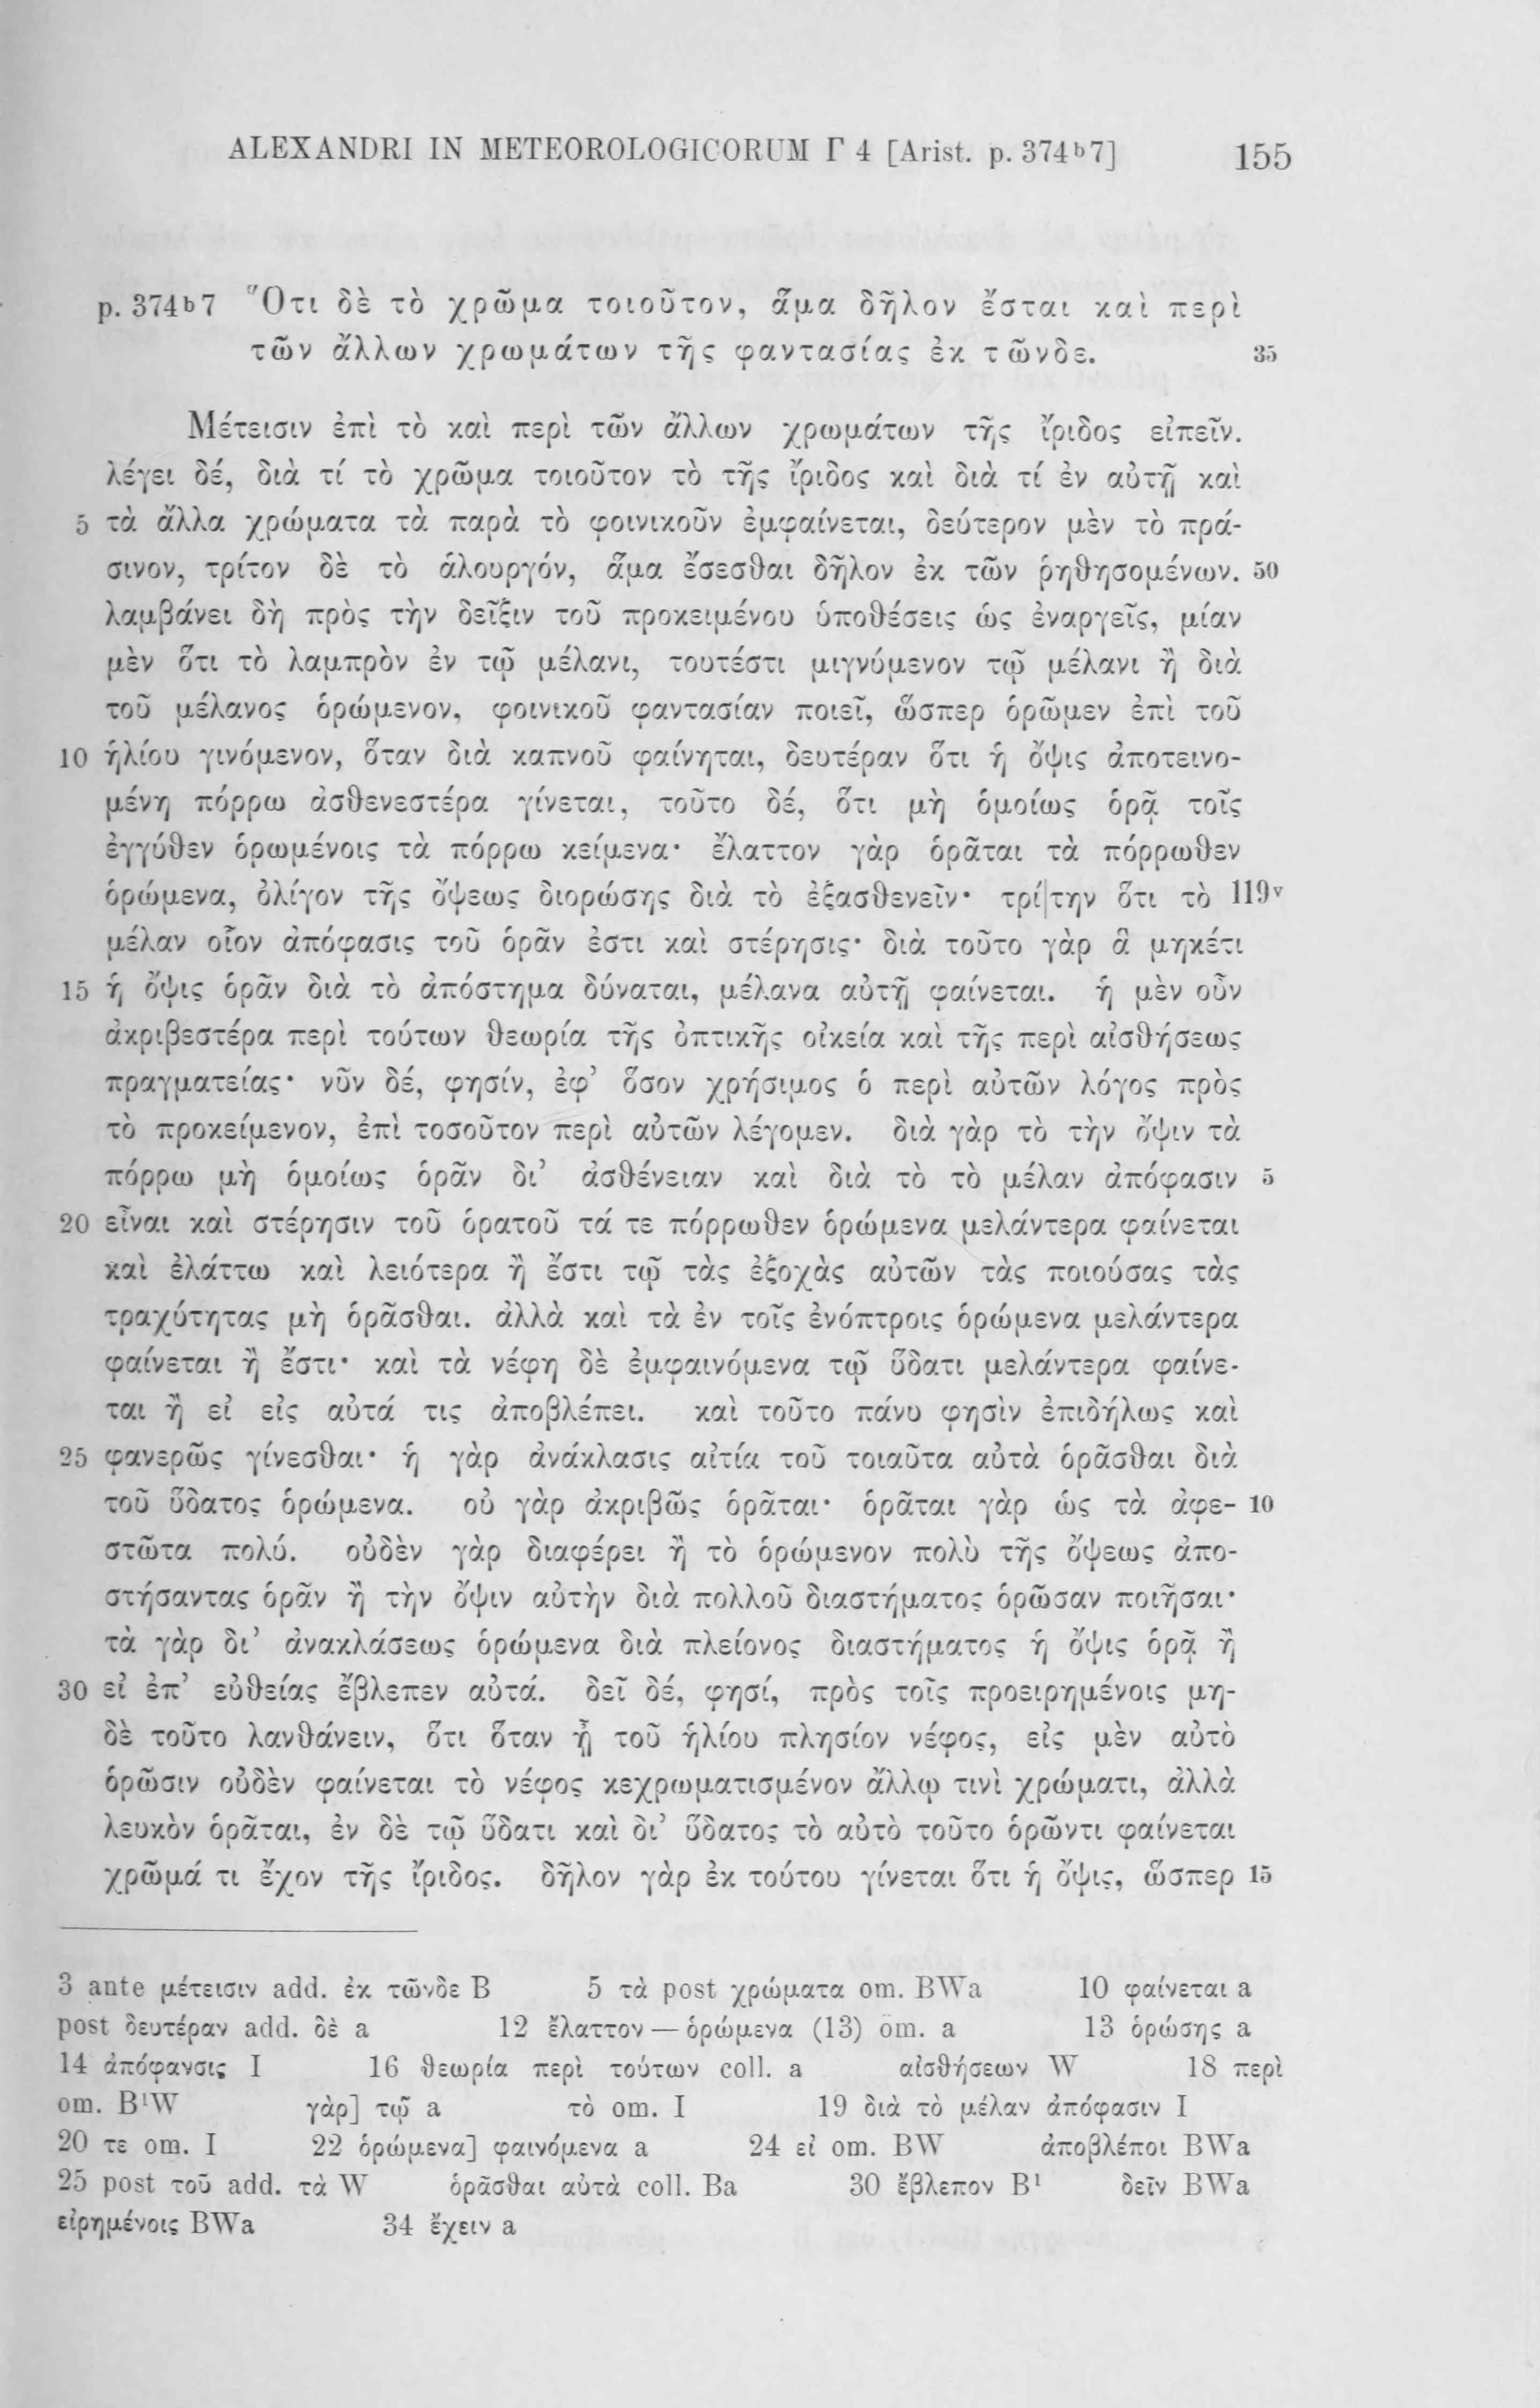 ALEXANDRI IN METEOROLOGICORUM Γ 4 [Arist. p. 374ᵇ7] 155
p. 374ᵇ7 Ὅτι δὲ τὸ χρῶμα τοιοῦτον, ἅμα δῆλον ἔσται καὶ περὶ
τῶν ἄλλων χρωμάτων τῆς φαντασίας ἐκ τῶνδε. 35
Μέτεισιν ἐπὶ τὸ καὶ περὶ τῶν ἄλλων χρωμάτων τῆς ἴριδος εἰπεῖν.
λέγει δέ, διὰ τί τὸ χρῶμα τοιοῦτον τὸ τῆς ἴριδος καὶ διὰ τί ἐν αὐτῇ καὶ
5 τὰ ἄλλα χρώματα τὰ παρὰ τὸ φοινικοῦν ἐμφαίνεται, δεύτερον μὲν τὸ πρά-
σινον, τρίτον δὲ τὸ ἁλουργόν, ἅμα ἔσεσθαι δῆλον ἐκ τῶν ῥηθησομένων. 50
λαμβάνει δὴ πρὸς τὴν δεῖξιν τοῦ προκειμένου ὑποθέσεις ὡς ἐναργεῖς, μίαν
μὲν ὅτι τὸ λαμπρὸν ἐν τῷ μέλανι, τουτέστι μιγνύμενον τῷ μέλανι ἢ διὰ
τοῦ μέλανος ὁρώμενον, φοινικοῦ φαντασίαν ποιεῖ, ὥσπερ ὁρῶμεν ἐπὶ τοῦ
10 ἡλίου γινόμενον, ὅταν διὰ καπνοῦ φαίνηται, δευτέραν ὅτι ἡ ὄψις ἀποτεινο-
μένη πόρρω ἀσθενεστέρα γίνεται, τοῦτο δέ, ὅτι μὴ ὁμοίως ὁρᾷ τοῖς
ἐγγύθεν ὁρωμένοις τὰ πόρρω κείμενα· ἔλαττον γὰρ ὁρᾶται τὰ πόρρωθεν
ὁρώμενα, ὀλίγον τῆς ὄψεως διορώσης διὰ τὸ ἐξασθενεῖν· τρί|την ὅτι τὸ 119ᵛ
μέλαν οἷον ἀπόφασις τοῦ ὁρᾶν ἐστι καὶ στέρησις· διὰ τοῦτο γὰρ ἃ μηκέτι
15 ἡ ὄψις ὁρᾶν διὰ τὸ ἀπόστημα δύναται, μέλανα αὐτῇ φαίνεται. ἡ μὲν οὖν
ἀκριβεστέρα περὶ τούτων θεωρία τῆς ὀπτικῆς οἰκεία καὶ τῆς περὶ αἰσθήσεως
πραγματείας· νῦν δέ, φησίν, ἐφ’ ὅσον χρήσιμος ὁ περὶ αὐτῶν λόγος πρὸς
τὸ προκείμενον, ἐπὶ τοσοῦτον περὶ αὐτῶν λέγομεν. διὰ γὰρ τὸ τὴν ὄψιν τὰ
πόρρω μὴ ὁμοίως ὁρᾶν δι’ ἀσθένειαν καὶ διὰ τὸ τὸ μέλαν ἀπόφασιν 5
20 εἶναι καὶ στέρησιν τοῦ ὁρατοῦ τά τε πόρρωθεν ὁρώμενα μελάντερα φαίνεται
καὶ ἐλάττω καὶ λειότερα ἢ ἔστι τῷ τὰς ἐξοχὰς αὐτῶν τὰς ποιούσας τὰς
τραχύτητας μὴ ὁρᾶσθαι. ἀλλὰ καὶ τὰ ἐν τοῖς ἐνόπτροις ὁρώμενα μελάντερα
φαίνεται ἢ ἔστι· καὶ τὰ νέφη δὲ ἐμφαινόμενα τῷ ὕδατι μελάντερα φαίνε-
ται ἢ εἰ εἰς αὐτά τις ἀποβλέπει. καὶ τοῦτο πάνυ φησὶν ἐπιδήλως καὶ
25 φανερῶς γίνεσθαι· ἡ γὰρ ἀνάκλασις αἰτία τοῦ τοιαῦτα αὐτὰ ὁρᾶσθαι διὰ
τοῦ ὕδατος ὁρώμενα. οὐ γὰρ ἀκριβῶς ὁρᾶται· ὁρᾶται γὰρ ὡς τὰ ἀφε- 10
στῶτα πολύ. οὐδὲν γὰρ διαφέρει ἢ τὸ ὁρώμενον πολὺ τῆς ὄψεως ἀπο-
στήσαντας ὁρᾶν ἢ τὴν ὄψιν αὐτὴν διὰ πολλοῦ διαστήματος ὁρῶσαν ποιῆσαι·
τὰ γὰρ δι’ ἀνακλάσεως ὁρώμενα διὰ πλείονος διαστήματος ἡ ὄψις ὁρᾷ ἢ
30 εἰ ἐπ’ εὐθείας ἔβλεπεν αὐτά. δεῖ δέ, φησί, πρὸς τοῖς προειρημένοις μη-
δὲ τοῦτο λανθάνειν, ὅτι ὅταν ᾖ τοῦ ἡλίου πλησίον νέφος, εἰς μὲν αὐτὸ
ὁρῶσιν οὐδὲν φαίνεται τὸ νέφος κεχρωματισμένον ἄλλῳ τινὶ χρώματι, ἀλλὰ
λευκὸν ὁρᾶται, ἐν δὲ τῷ ὕδατι καὶ δι’ ὕδατος τὸ αὐτὸ τοῦτο ὁρῶντι φαίνεται
χρῶμά τι ἔχον τῆς ἴριδος. δῆλον γὰρ ἐκ τούτου γίνεται ὅτι ἡ ὄψις, ὥσπερ 15
3 ante μέτεισιν add. ἐκ τῶνδε B 5 τὰ post χρώματα om. BWa 10 φαίνεται a
post δευτέραν add. δὲ a 12 ἔλαττον — ὁρώμενα (13) om. a 13 ὁρώσης a
14 ἀπόφανσις I 16 θεωρία περὶ τούτων coll. a αἰσθήσεων W 18 περὶ
om. B¹W γὰρ] τῷ a τὸ om. I 19 διὰ τὸ μέλαν ἀπόφασιν I
20 τε om. I 22 ὁρώμενα] φαινόμενα a 24 εἰ om. BW ἀποβλέποι BWa
25 post τοῦ add. τὰ W ὁρᾶσθαι αὐτὰ coll. Ba 30 ἔβλεπον B¹ δεῖν BWa
εἰρημένοις BWa 34 ἔχειν a